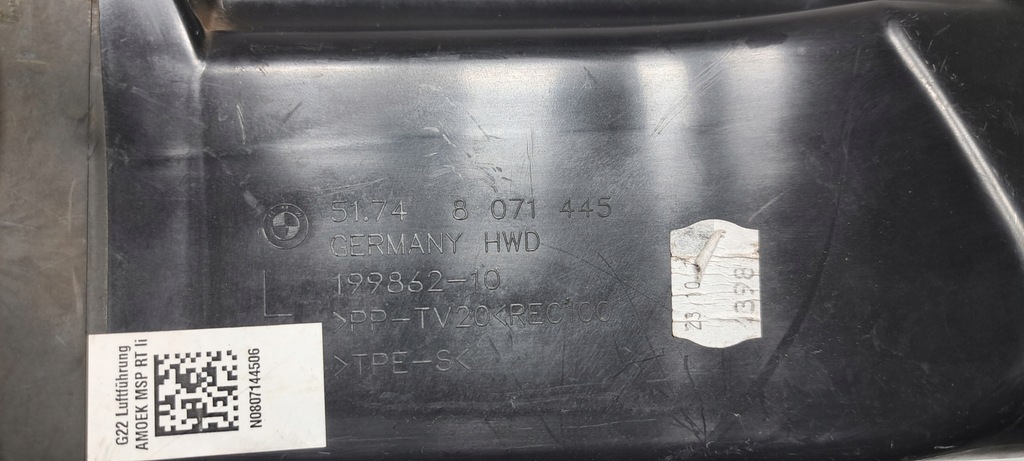 51.74 8 071 445
GERMANY HWD
L 199862-10
>PP-TV20<REC100
>TPE-S<
G22 Luftführung
AMOEK MSP RT li
N0807144506
23 10
1378